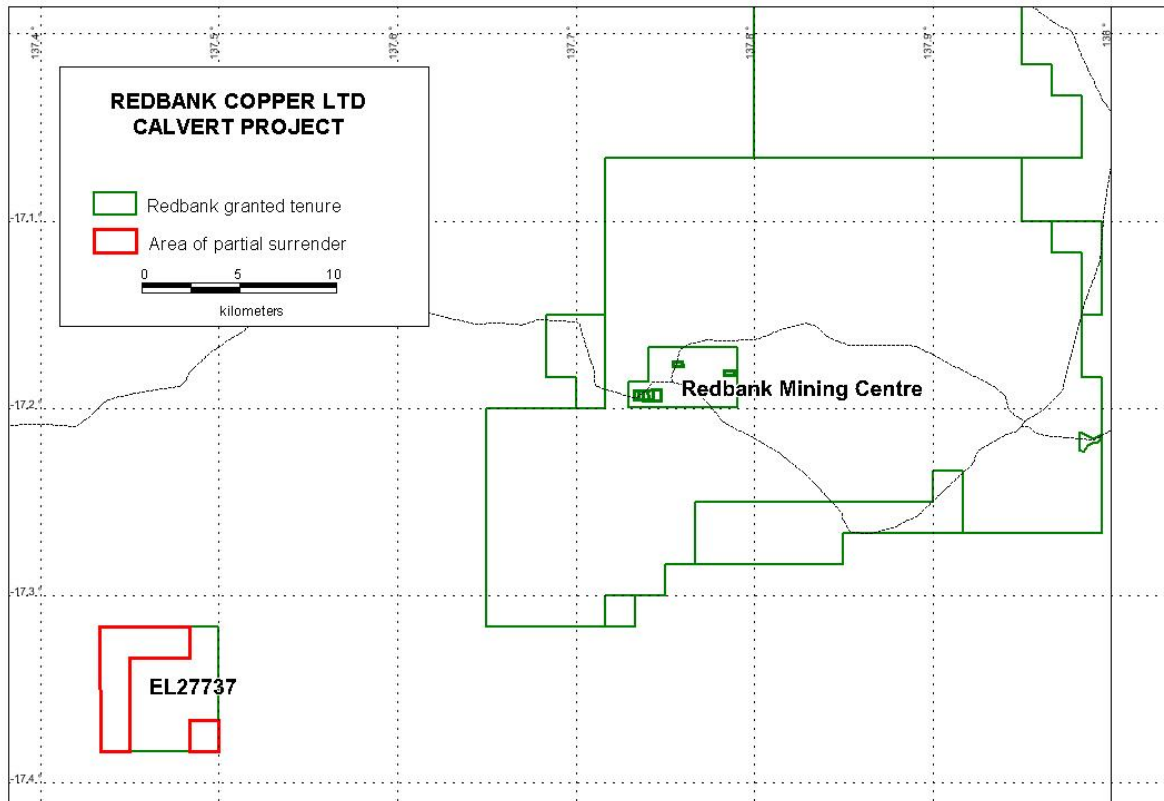 137.4°
137.5°
137.6°
137.7°
137.8°
137.9°
138°
REDBANK COPPER LTD
CALVERT PROJECT
Redbank granted tenure
Area of partial surrender
0 5 10
kilometers
-17.1°
Redbank Mining Centre
-17.2°
-17.3°
EL27737
-17.4°